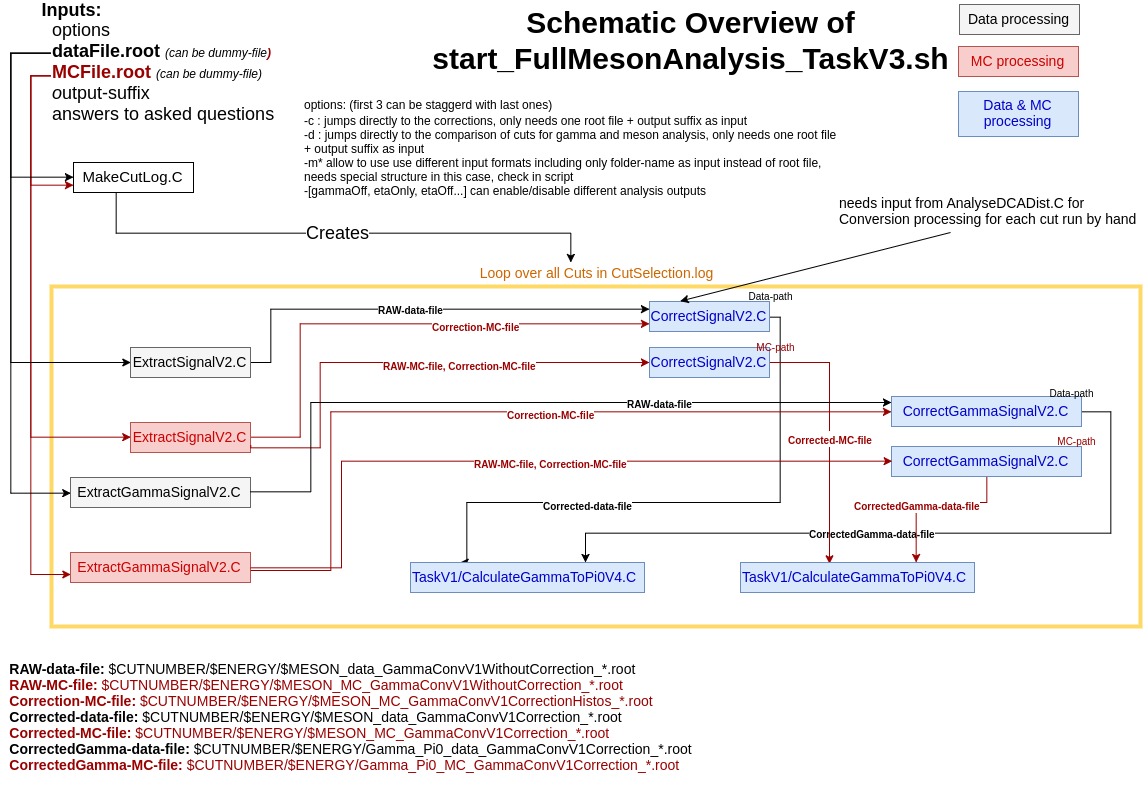 Inputs:
options
dataFile.root (can be dummy-file)
MCFile.root (can be dummy-file)
output-suffix
answers to asked questions
Schematic Overview of
start_FullMesonAnalysis_TaskV3.sh
Data processing
MC processing
Data & MC
processing
options: (first 3 can be staggerd with last ones)
-c : jumps directly to the corrections, only needs one root file + output suffix as input
-d : jumps directly to the comparison of cuts for gamma and meson analysis, only needs one root file
+ output suffix as input
-m* allow to use use different input formats including only folder-name as input instead of root file,
needs special structure in this case, check in script
-[gammaOff, etaOnly, etaOff...] can enable/disable different analysis outputs
MakeCutLog.C
needs input from AnalyseDCADist.C for
Conversion processing for each cut run by hand
Creates
Loop over all Cuts in CutSelection.log
Data-path
RAW-data-file
CorrectSignalV2.C
Correction-MC-file
MC-path
ExtractSignalV2.C
RAW-MC-file, Correction-MC-file
CorrectSignalV2.C
Data-path
RAW-data-file
CorrectGammaSignalV2.C
Correction-MC-file
ExtractSignalV2.C
Corrected-MC-file
MC-path
RAW-MC-file, Correction-MC-file
CorrectGammaSignalV2.C
ExtractGammaSignalV2.C
Corrected-data-file
CorrectedGamma-data-file
CorrectedGamma-data-file
ExtractGammaSignalV2.C
TaskV1/CalculateGammaToPi0V4.C
TaskV1/CalculateGammaToPi0V4.C
RAW-data-file: $CUTNUMBER/$ENERGY/$MESON_data_GammaConvV1WithoutCorrection_*.root
RAW-MC-file: $CUTNUMBER/$ENERGY/$MESON_MC_GammaConvV1WithoutCorrection_*.root
Correction-MC-file: $CUTNUMBER/$ENERGY/$MESON_MC_GammaConvV1CorrectionHistos_*.root
Corrected-data-file: $CUTNUMBER/$ENERGY/$MESON_data_GammaConvV1Correction_*.root
Corrected-MC-file: $CUTNUMBER/$ENERGY/$MESON_MC_GammaConvV1Correction_*.root
CorrectedGamma-data-file: $CUTNUMBER/$ENERGY/Gamma_Pi0_data_GammaConvV1Correction_*.root
CorrectedGamma-MC-file: $CUTNUMBER/$ENERGY/Gamma_Pi0_MC_GammaConvV1Correction_*.root